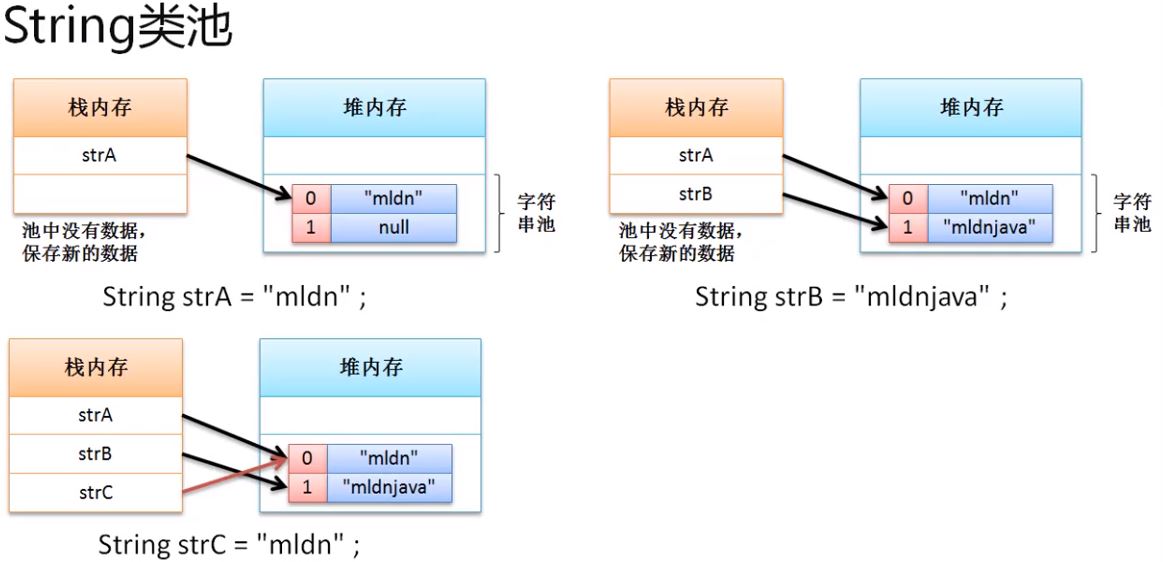 String类池
栈内存
堆内存
strA
0 "mldn"
1 null
字符
串池
池中没有数据，
保存新的数据
String strA = "mldn" ;
栈内存
堆内存
strA
strB
0 "mldn"
1 "mldnjava"
字符
串池
池中没有数据，
保存新的数据
String strB = "mldnjava" ;
栈内存
堆内存
strA
strB
strC
0 "mldn"
1 "mldnjava"
String strC = "mldn" ;